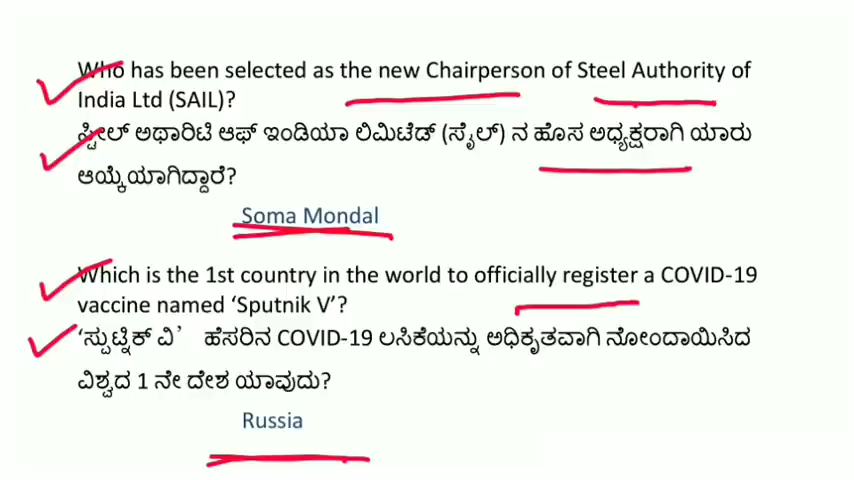 Who has been selected as the new Chairperson of Steel Authority of
India Ltd (SAIL)?
ಸ್ಟೀಲ್ ಅಥಾರಿಟಿ ಆಫ್ ಇಂಡಿಯಾ ಲಿಮಿಟೆಡ್ (ಸೈಲ್) ನ ಹೊಸ ಅಧ್ಯಕ್ಷರಾಗಿ ಯಾರು
ಆಯ್ಕೆಯಾಗಿದ್ದಾರೆ?
Soma Mondal
Which is the 1st country in the world to officially register a COVID-19
vaccine named ‘Sputnik V’?
‘ಸ್ಪುಟ್ನಿಕ್ ವಿ’ ಹೆಸರಿನ COVID-19 ಲಸಿಕೆಯನ್ನು ಅಧಿಕೃತವಾಗಿ ನೋಂದಾಯಿಸಿದ
ವಿಶ್ವದ 1 ನೇ ದೇಶ ಯಾವುದು?
Russia